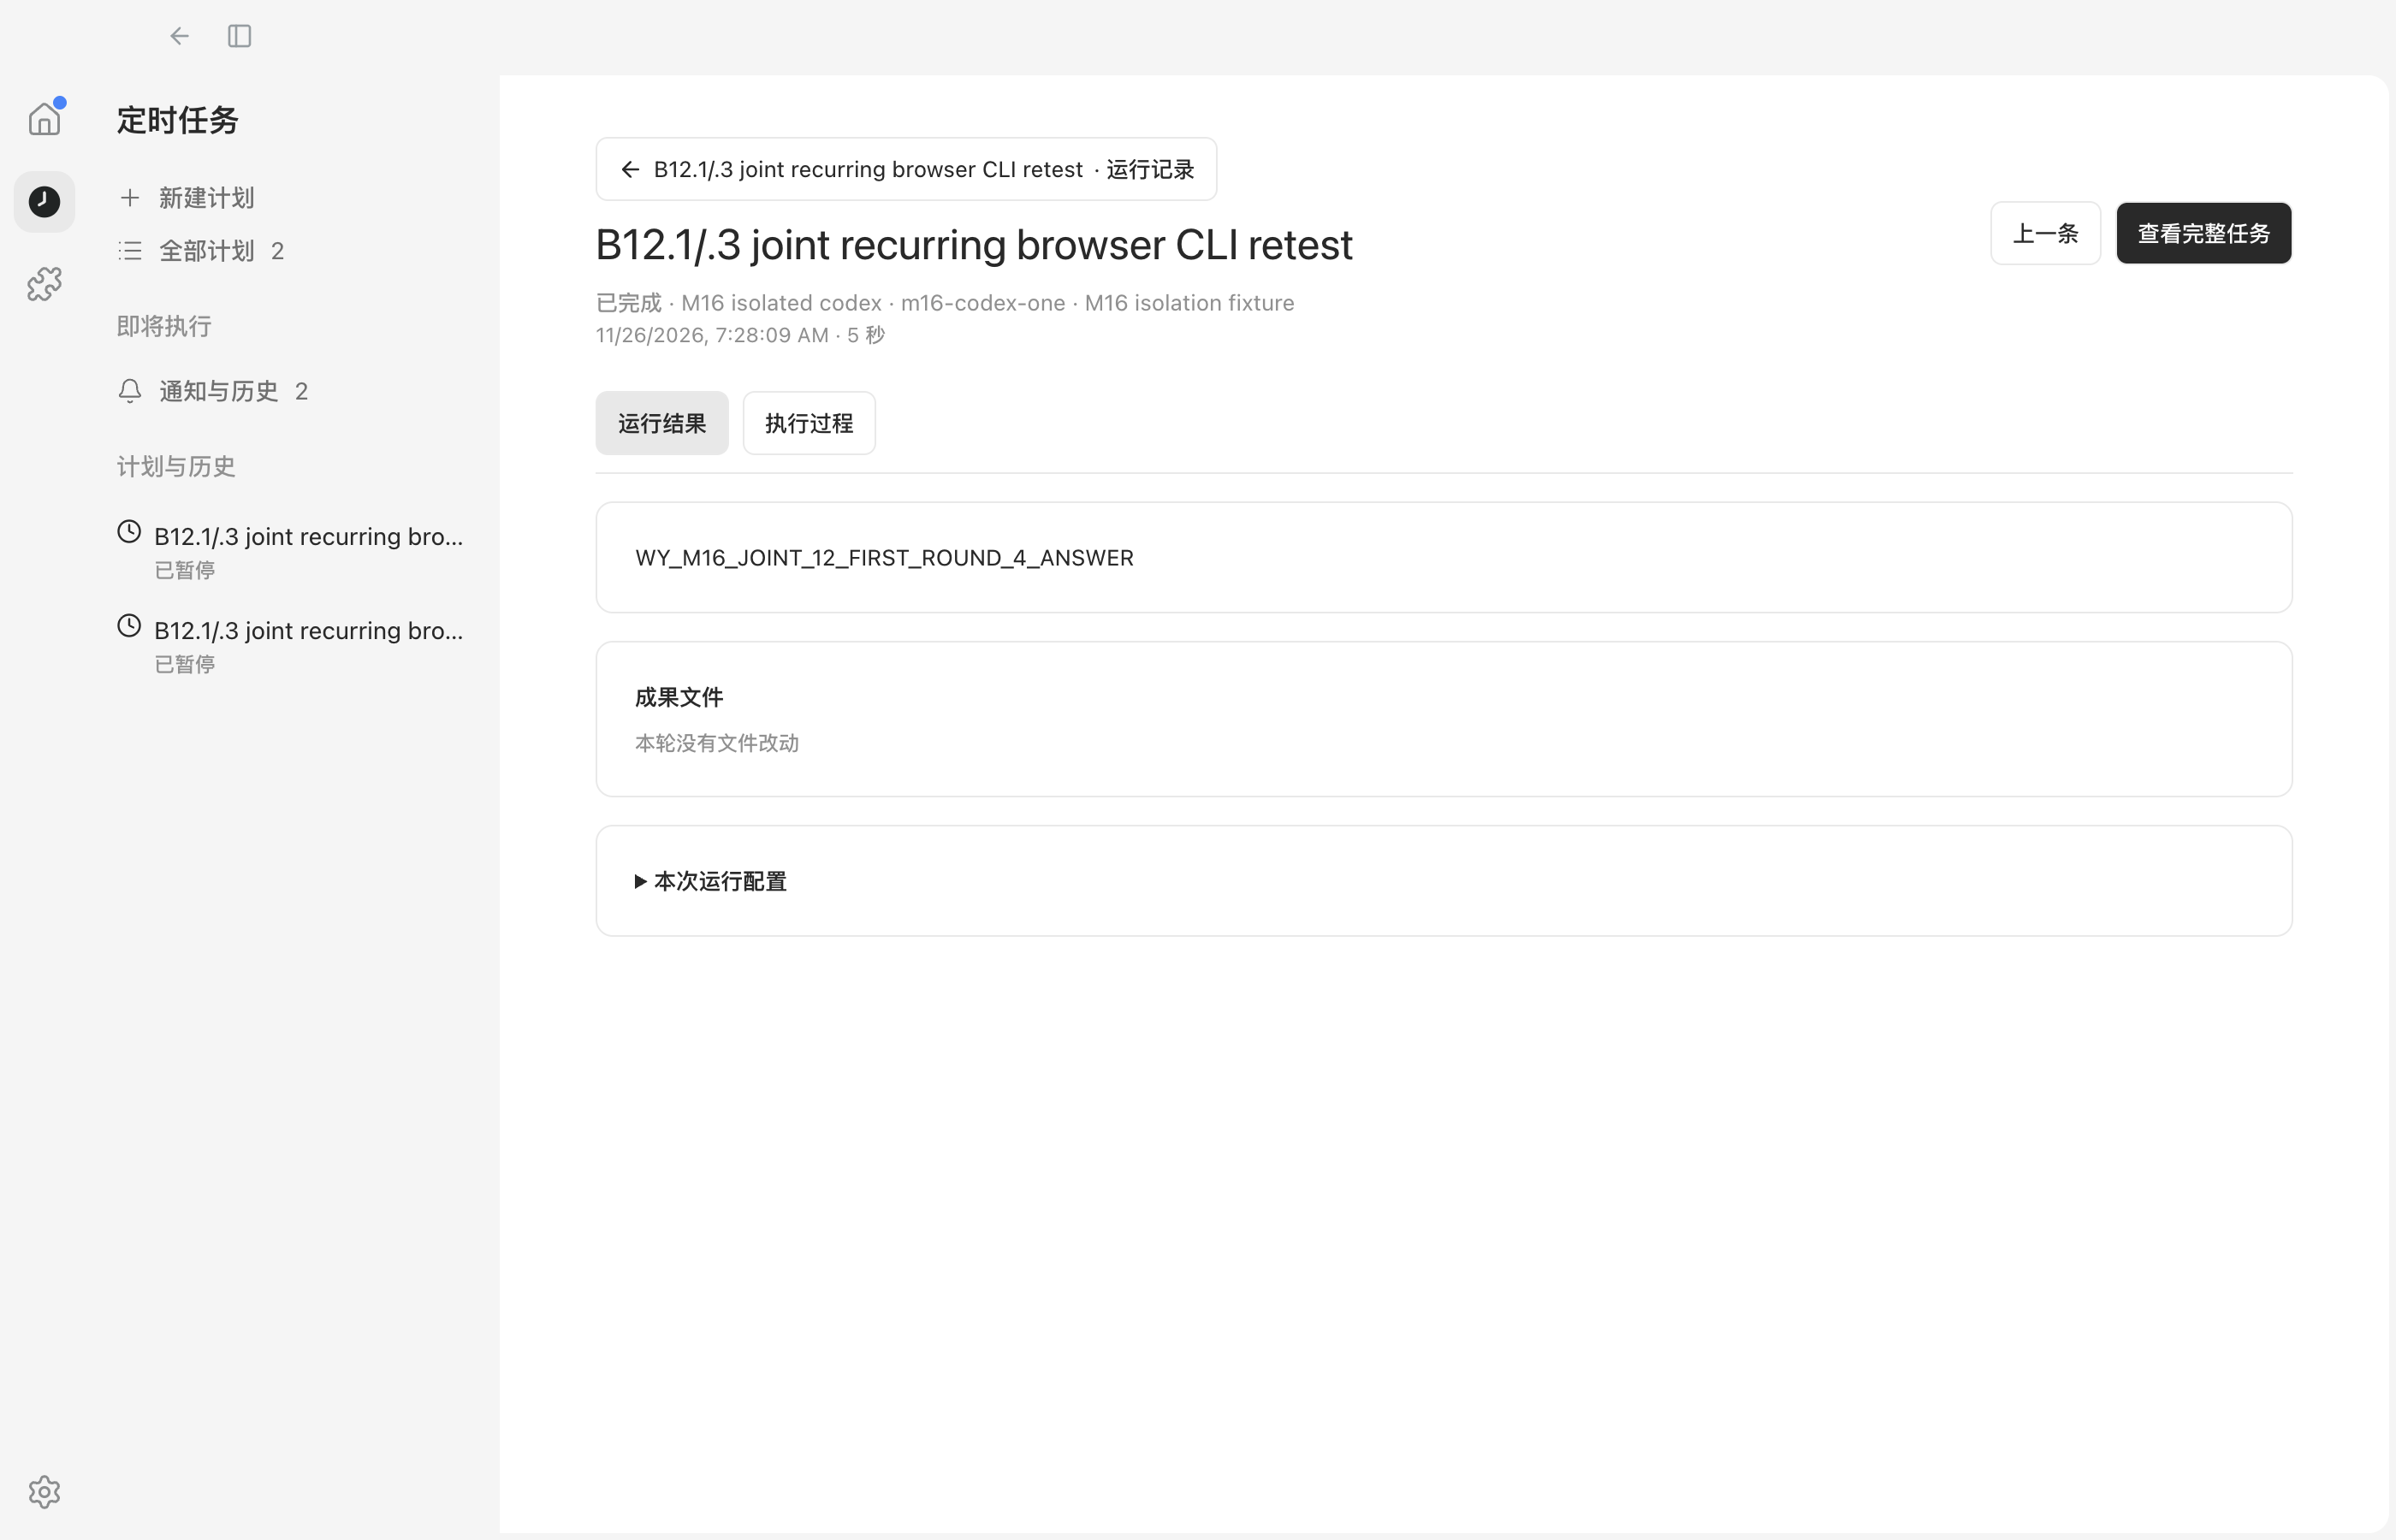 定时任务
新建计划
全部计划 2
即将执行
通知与历史 2
计划与历史
B12.1/.3 joint recurring bro...
已暂停
B12.1/.3 joint recurring bro...
已暂停
B12.1/.3 joint recurring browser CLI retest · 运行记录
B12.1/.3 joint recurring browser CLI retest
上一条
查看完整任务
已完成 · M16 isolated codex · m16-codex-one · M16 isolation fixture
11/26/2026, 7:28:09 AM · 5 秒
运行结果
执行过程
WY_M16_JOINT_12_FIRST_ROUND_4_ANSWER
成果文件
本轮没有文件改动
本次运行配置